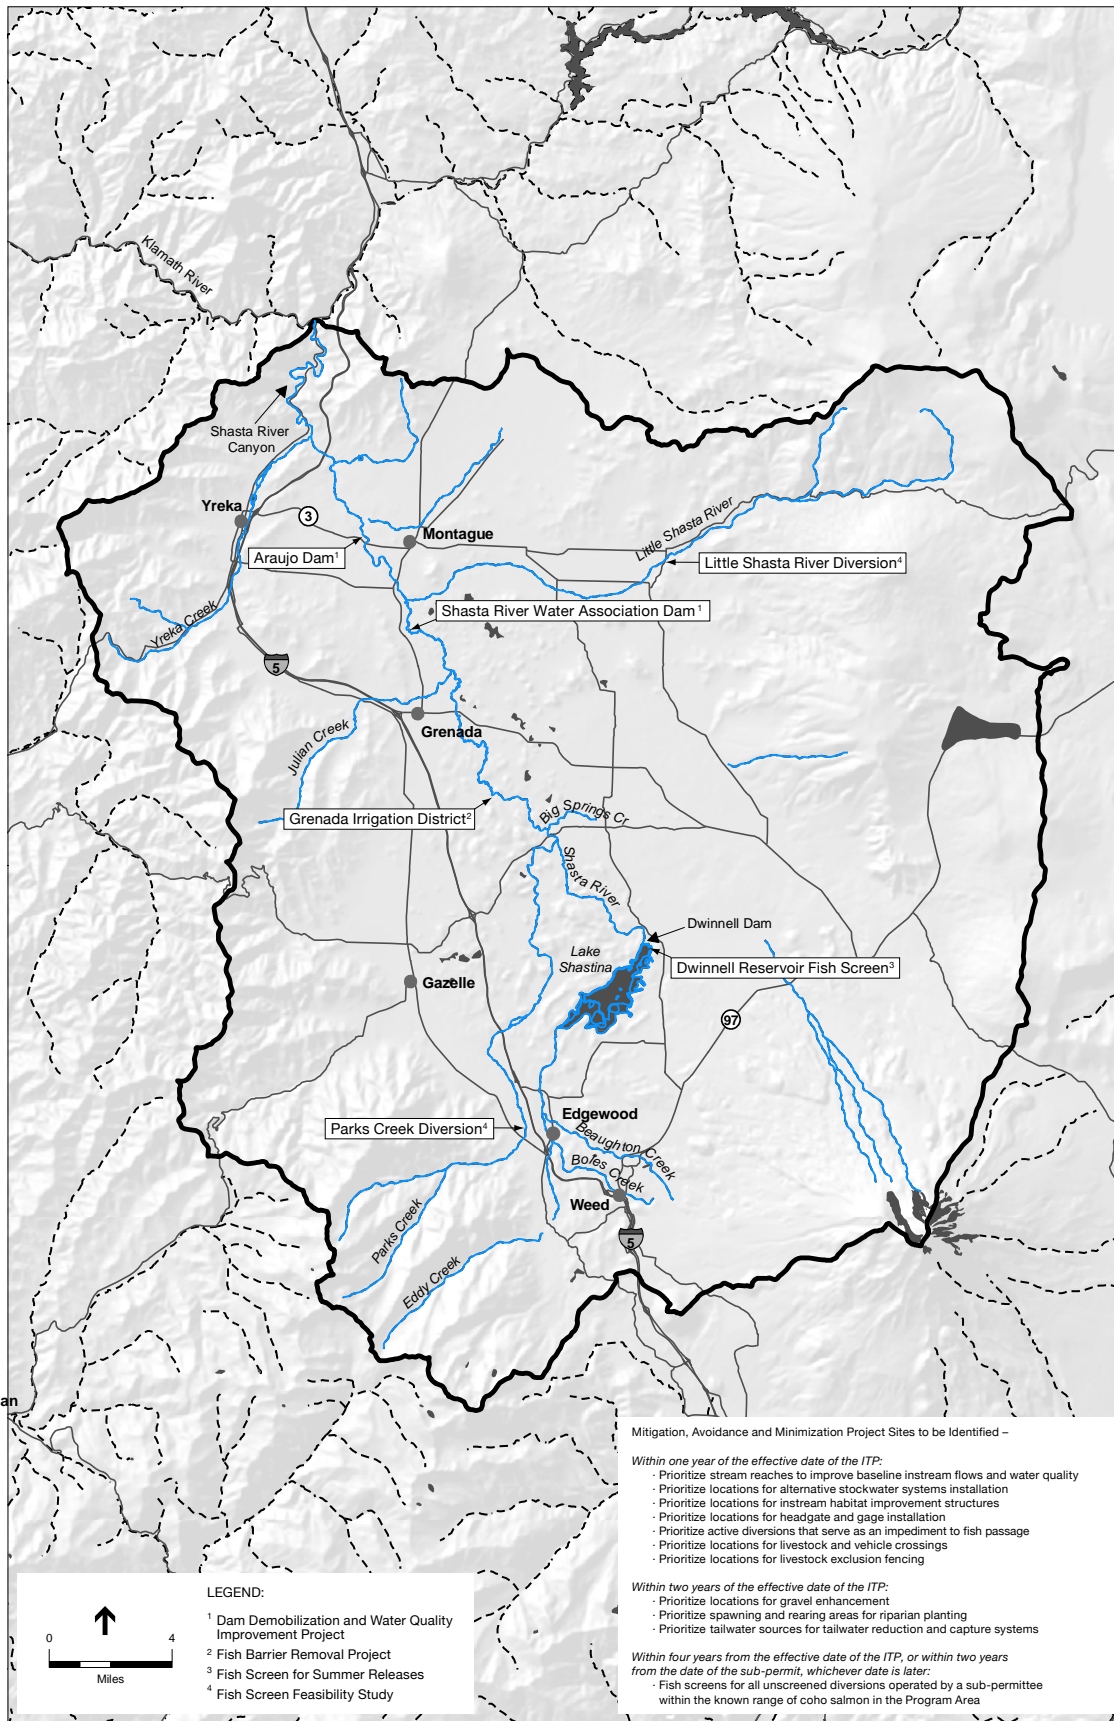 Klamath River
Shasta River
Canyon
Yreka
3
Montague
Little Shasta River
Araujo Dam¹
Little Shasta River Diversion⁴
Shasta River Water Association Dam ¹
Yreka Creek
5
Grenada
Julian Creek
Grenada Irrigation District²
Big Springs Cr
Shasta River
Dwinnell Dam
Lake
Shastina
Dwinnell Reservoir Fish Screen³
Gazelle
97
Edgewood
Parks Creek Diversion⁴
Beaughton Creek
Boles Creek
Weed
5
Parks Creek
Eddy Creek
an
Mitigation, Avoidance and Minimization Project Sites to be Identified –
Within one year of the effective date of the ITP:
· Prioritize stream reaches to improve baseline instream flows and water quality
· Prioritize locations for alternative stockwater systems installation
· Prioritize locations for instream habitat improvement structures
· Prioritize locations for headgate and gage installation
· Prioritize active diversions that serve as an impediment to fish passage
· Prioritize locations for livestock and vehicle crossings
· Prioritize locations for livestock exclusion fencing
Within two years of the effective date of the ITP:
· Prioritize locations for gravel enhancement
· Prioritize spawning and rearing areas for riparian planting
· Prioritize tailwater sources for tailwater reduction and capture systems
Within four years from the effective date of the ITP, or within two years
from the date of the sub-permit, whichever date is later:
· Fish screens for all unscreened diversions operated by a sub-permittee
within the known range of coho salmon in the Program Area
LEGEND:
¹ Dam Demobilization and Water Quality
Improvement Project
² Fish Barrier Removal Project
³ Fish Screen for Summer Releases
⁴ Fish Screen Feasibility Study
0 4
Miles